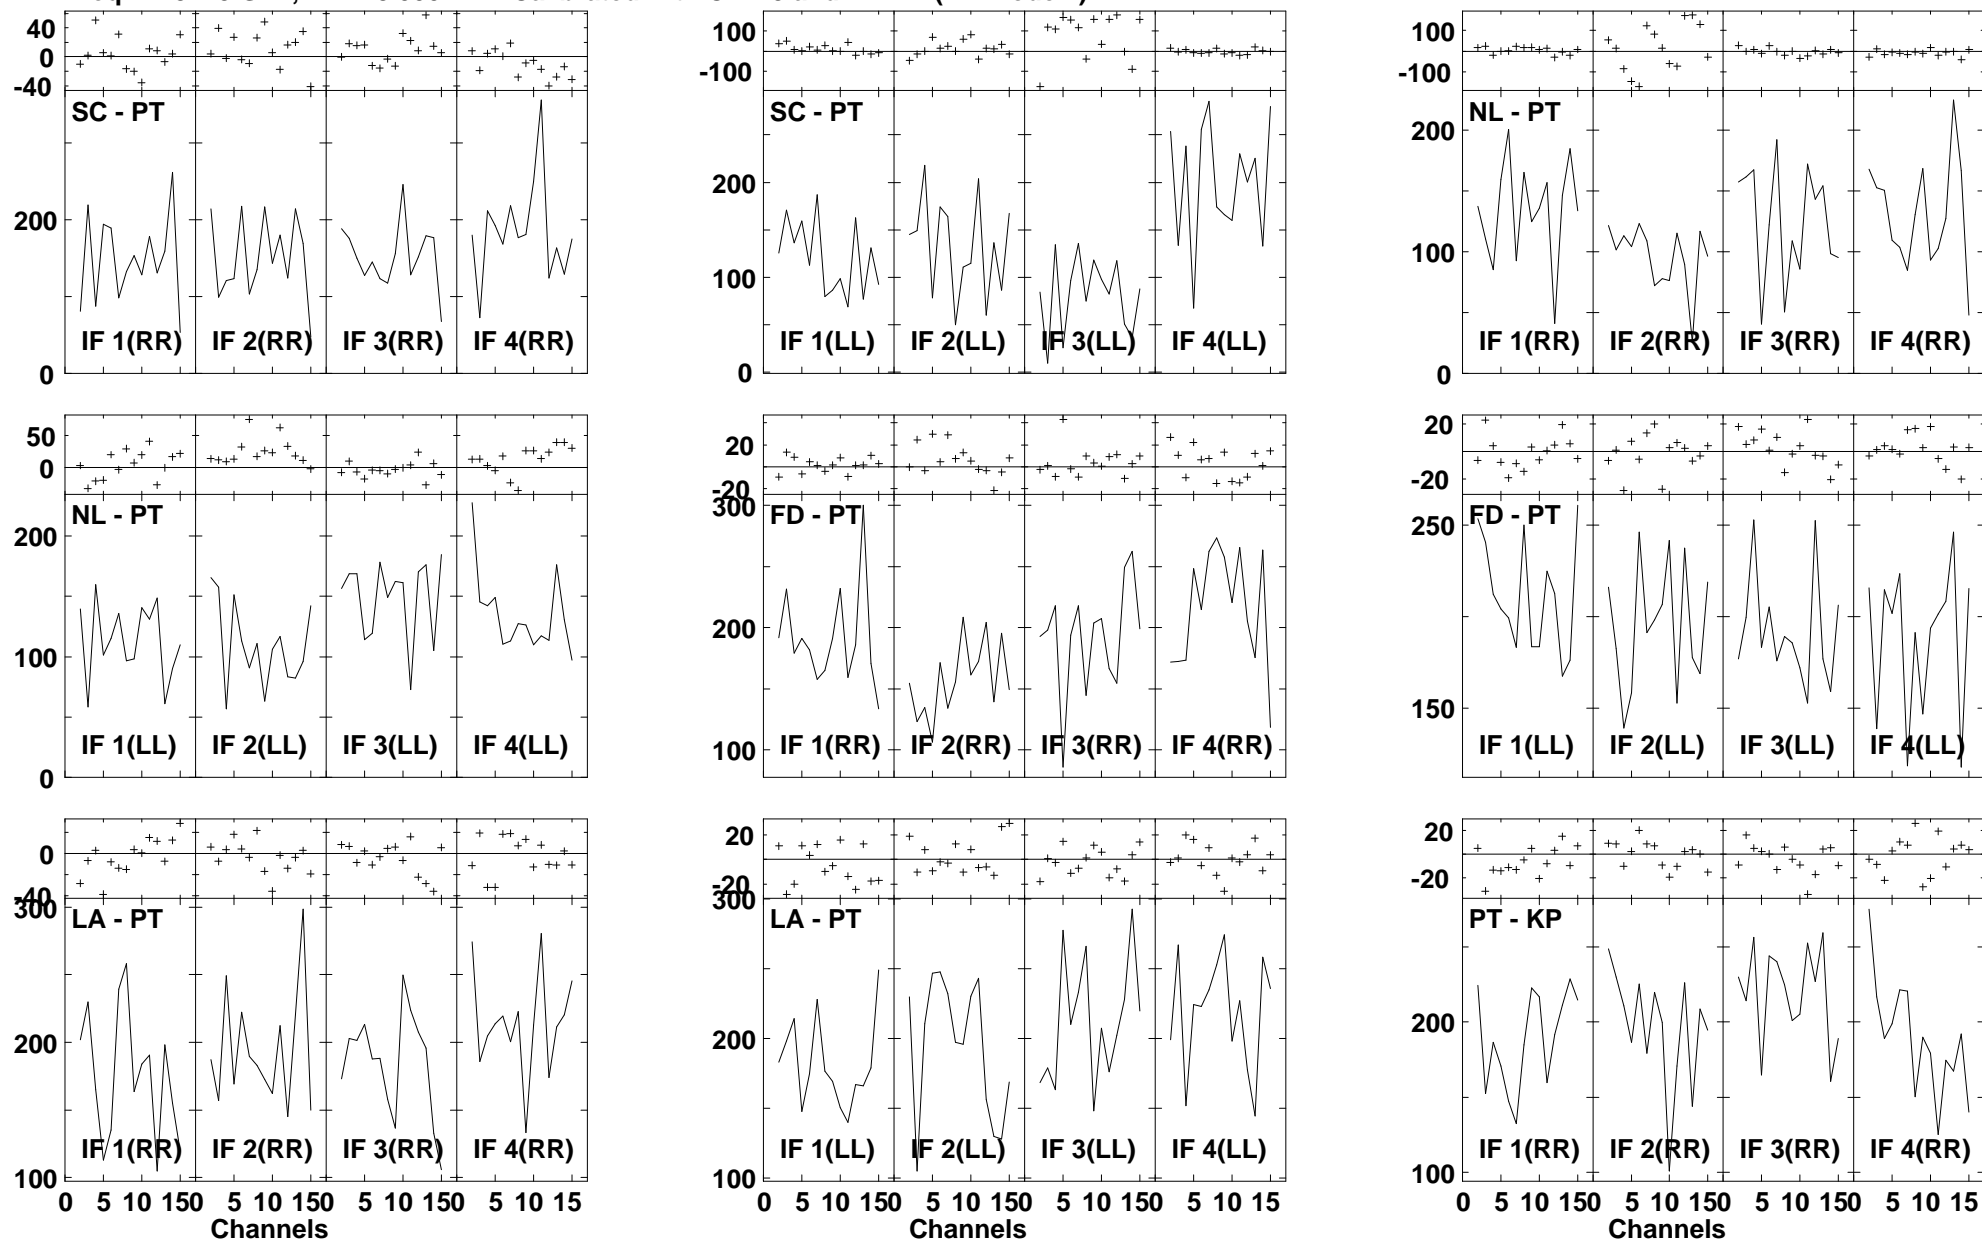 40
0
-40
SC - PT
200
0
IF 1(RR) IF 2(RR) IF 3(RR) IF 4(RR)
100
-100
SC - PT
200
100
0
IF 1(LL) IF 2(LL) IF 3(LL) IF 4(LL)
100
-100
NL - PT
200
100
0
IF 1(RR) IF 2(RR) IF 3(RR) IF 4(RR)
50
0
NL - PT
200
100
0
IF 1(LL) IF 2(LL) IF 3(LL) IF 4(LL)
20
-20
300
FD - PT
200
100
IF 1(RR) IF 2(RR) IF 3(RR) IF 4(RR)
20
-20
FD - PT
250
150
IF 1(LL) IF 2(LL) IF 3(LL) IF 4(LL)
0
-40
300
LA - PT
200
100
IF 1(RR) IF 2(RR) IF 3(RR) IF 4(RR)
0 5 10 15 0 5 10 15 0 5 10 15 0 5 10 15
Channels
20
-20
300
LA - PT
200
100
IF 1(LL) IF 2(LL) IF 3(LL) IF 4(LL)
0 5 10 15 0 5 10 15 0 5 10 15 0 5 10 15
Channels
20
-20
PT - KP
200
100
IF 1(RR) IF 2(RR) IF 3(RR) IF 4(RR)
0 5 10 15 0 5 10 15 0 5 10 15 0 5 10 15
Channels